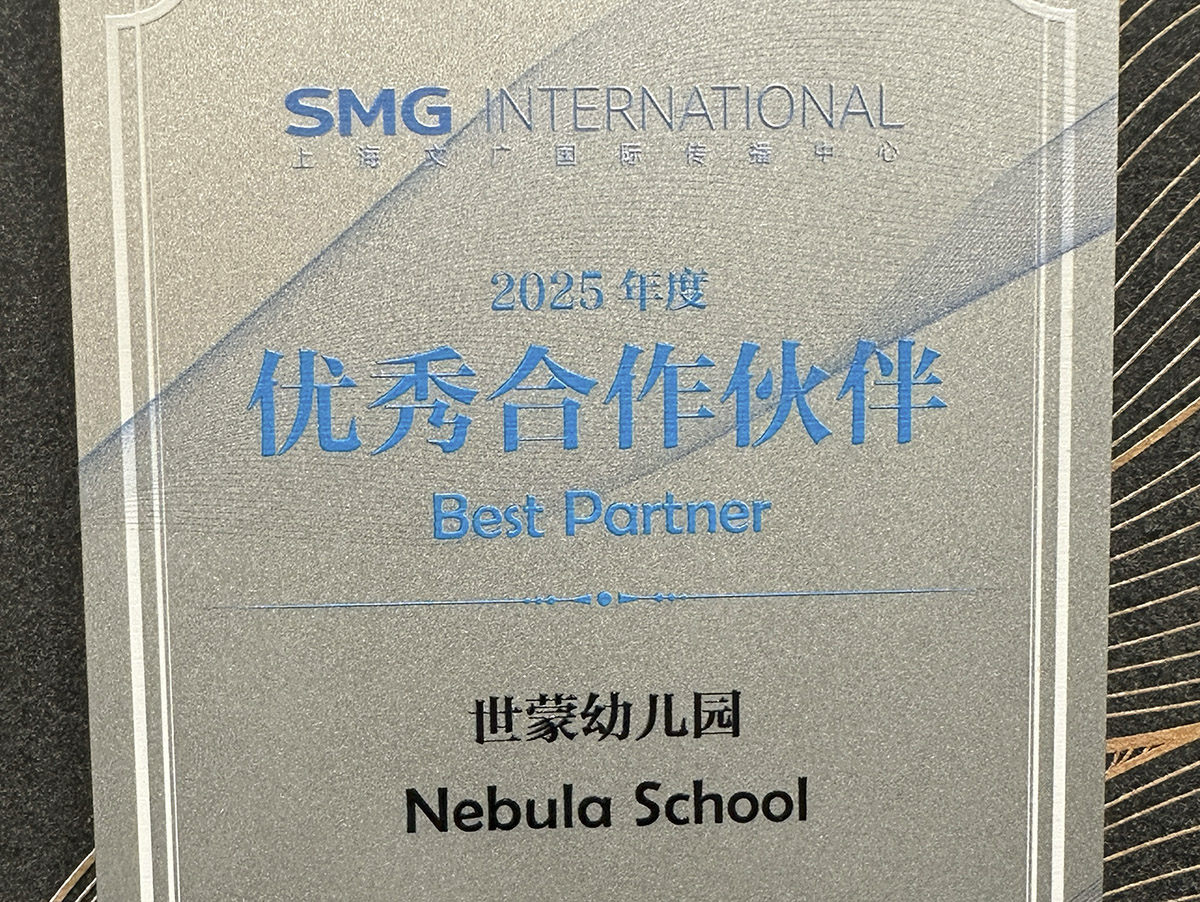 SMG INTERNATIONAL
上海文广国际传播中心
2025 年度
优秀合作伙伴
Best Partner
世蒙幼儿园
Nebula School